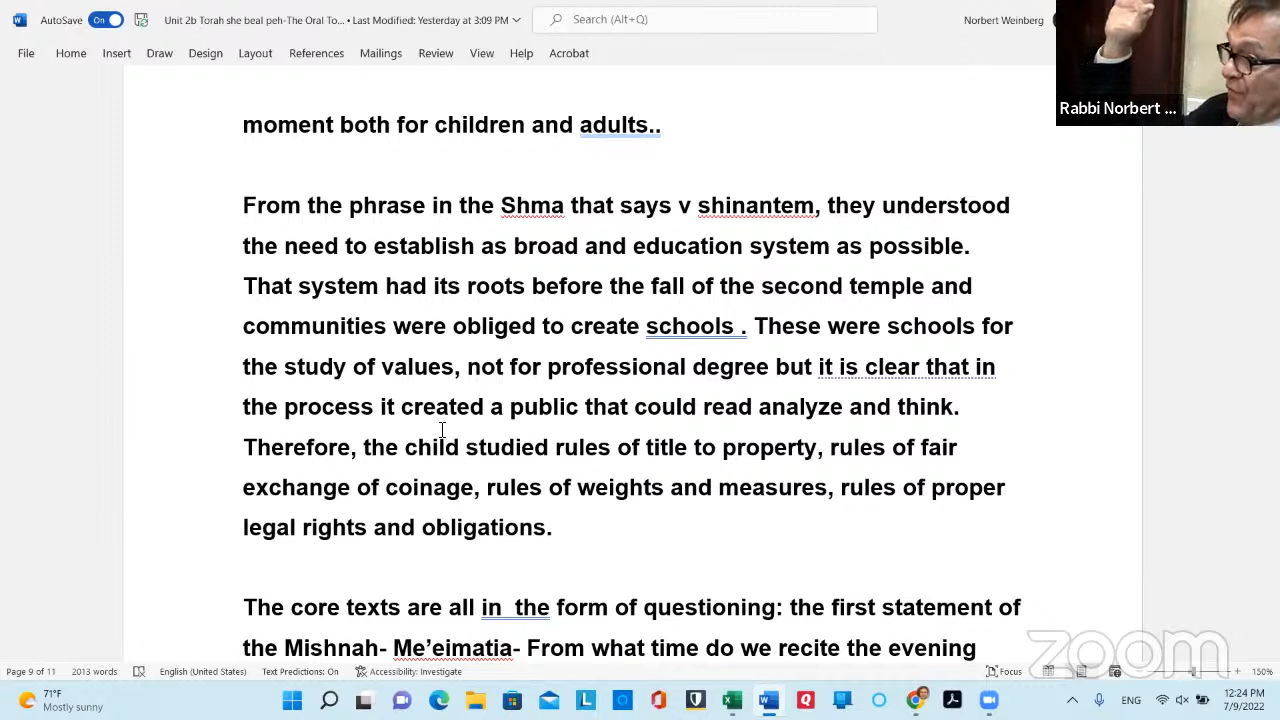 AutoSave On Unit 2b Torah she beal peh-The Oral To... • Last Modified: Yesterday at 3:09 PM Search (Alt+Q) Norbert Weinberg
File Home Insert Draw Design Layout References Mailings Review View Help Acrobat
Rabbi Norbert ...
moment both for children and adults..
From the phrase in the Shma that says v shinantem, they understood
the need to establish as broad and education system as possible.
That system had its roots before the fall of the second temple and
communities were obliged to create schools . These were schools for
the study of values, not for professional degree but it is clear that in
the process it created a public that could read analyze and think.
Therefore, the child studied rules of title to property, rules of fair
exchange of coinage, rules of weights and measures, rules of proper
legal rights and obligations.
The core texts are all in  the form of questioning: the first statement of
the Mishnah- Me’eimatia- From what time do we recite the evening
zoom
Page 9 of 11 2013 words English (United States) Text Predictions: On Accessibility: Investigate Focus 150%
71°F
Mostly sunny
ENG
12:24 PM
7/9/2022